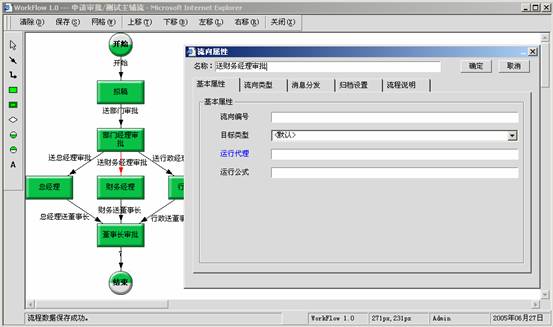 WorkFlow 1.0 --- 申请审批/测试主辅流 - Microsoft Internet Explorer
清除(D) 保存(S) 网格(M) 上移(T) 下移(D) 左移(L) 右移(R) 关闭(X)
开始
开始
拟稿
送部门审批
部门经理审批
送总经理审批 送财务经理审批 送行政经理
总经理 财务经理 行
总经理送董事长 财务送董事长 行政送董事长
董事长审批
?
结束
A
流向属性
名称: 送财务经理审批 确定 取消
基本属性 流向类型 消息分发 归档设置 流程说明
基本属性
流向编号
目标类型 <默认>
运行代理
运行公式
流程数据保存成功。 WorkFlow 1.0 271px,231px Admin 2005年06月27日